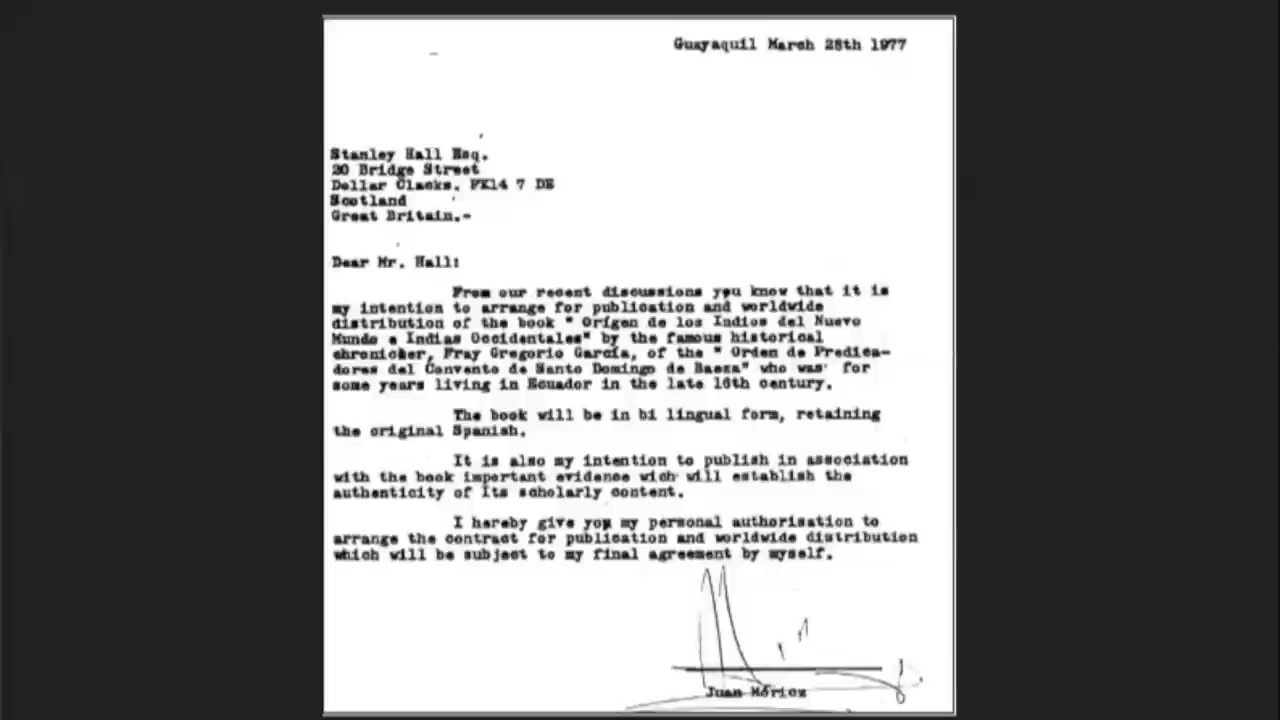 Guayaquil March 28th 1977
Stanley Hall Esq.
20 Bridge Street
Dollar Clacks. FK14 7 DE
Scotland
Great Britain.-
Dear Mr. Hall:
From our recent discussions you know that it is
my intention to arrange for publication and worldwide
distribution of the book " Orígen de los Indios del Nuevo
Mundo e Indias Occidentales" by the famous historical
chronicker, Fray Gregorio García, of the " Orden de Predica-
dores del Convento de Santo Domingo de Baeza" who was for
some years living in Ecuador in the late 16th century.
The book will be in bi lingual form, retaining
the original Spanish.
It is also my intention to publish in association
with the book important evidence wich will establish the
authenticity of its scholarly content.
I hereby give you my personal authorisation to
arrange the contract for publication and worldwide distribution
which will be subject to my final agreement by myself.
Juan Móricz